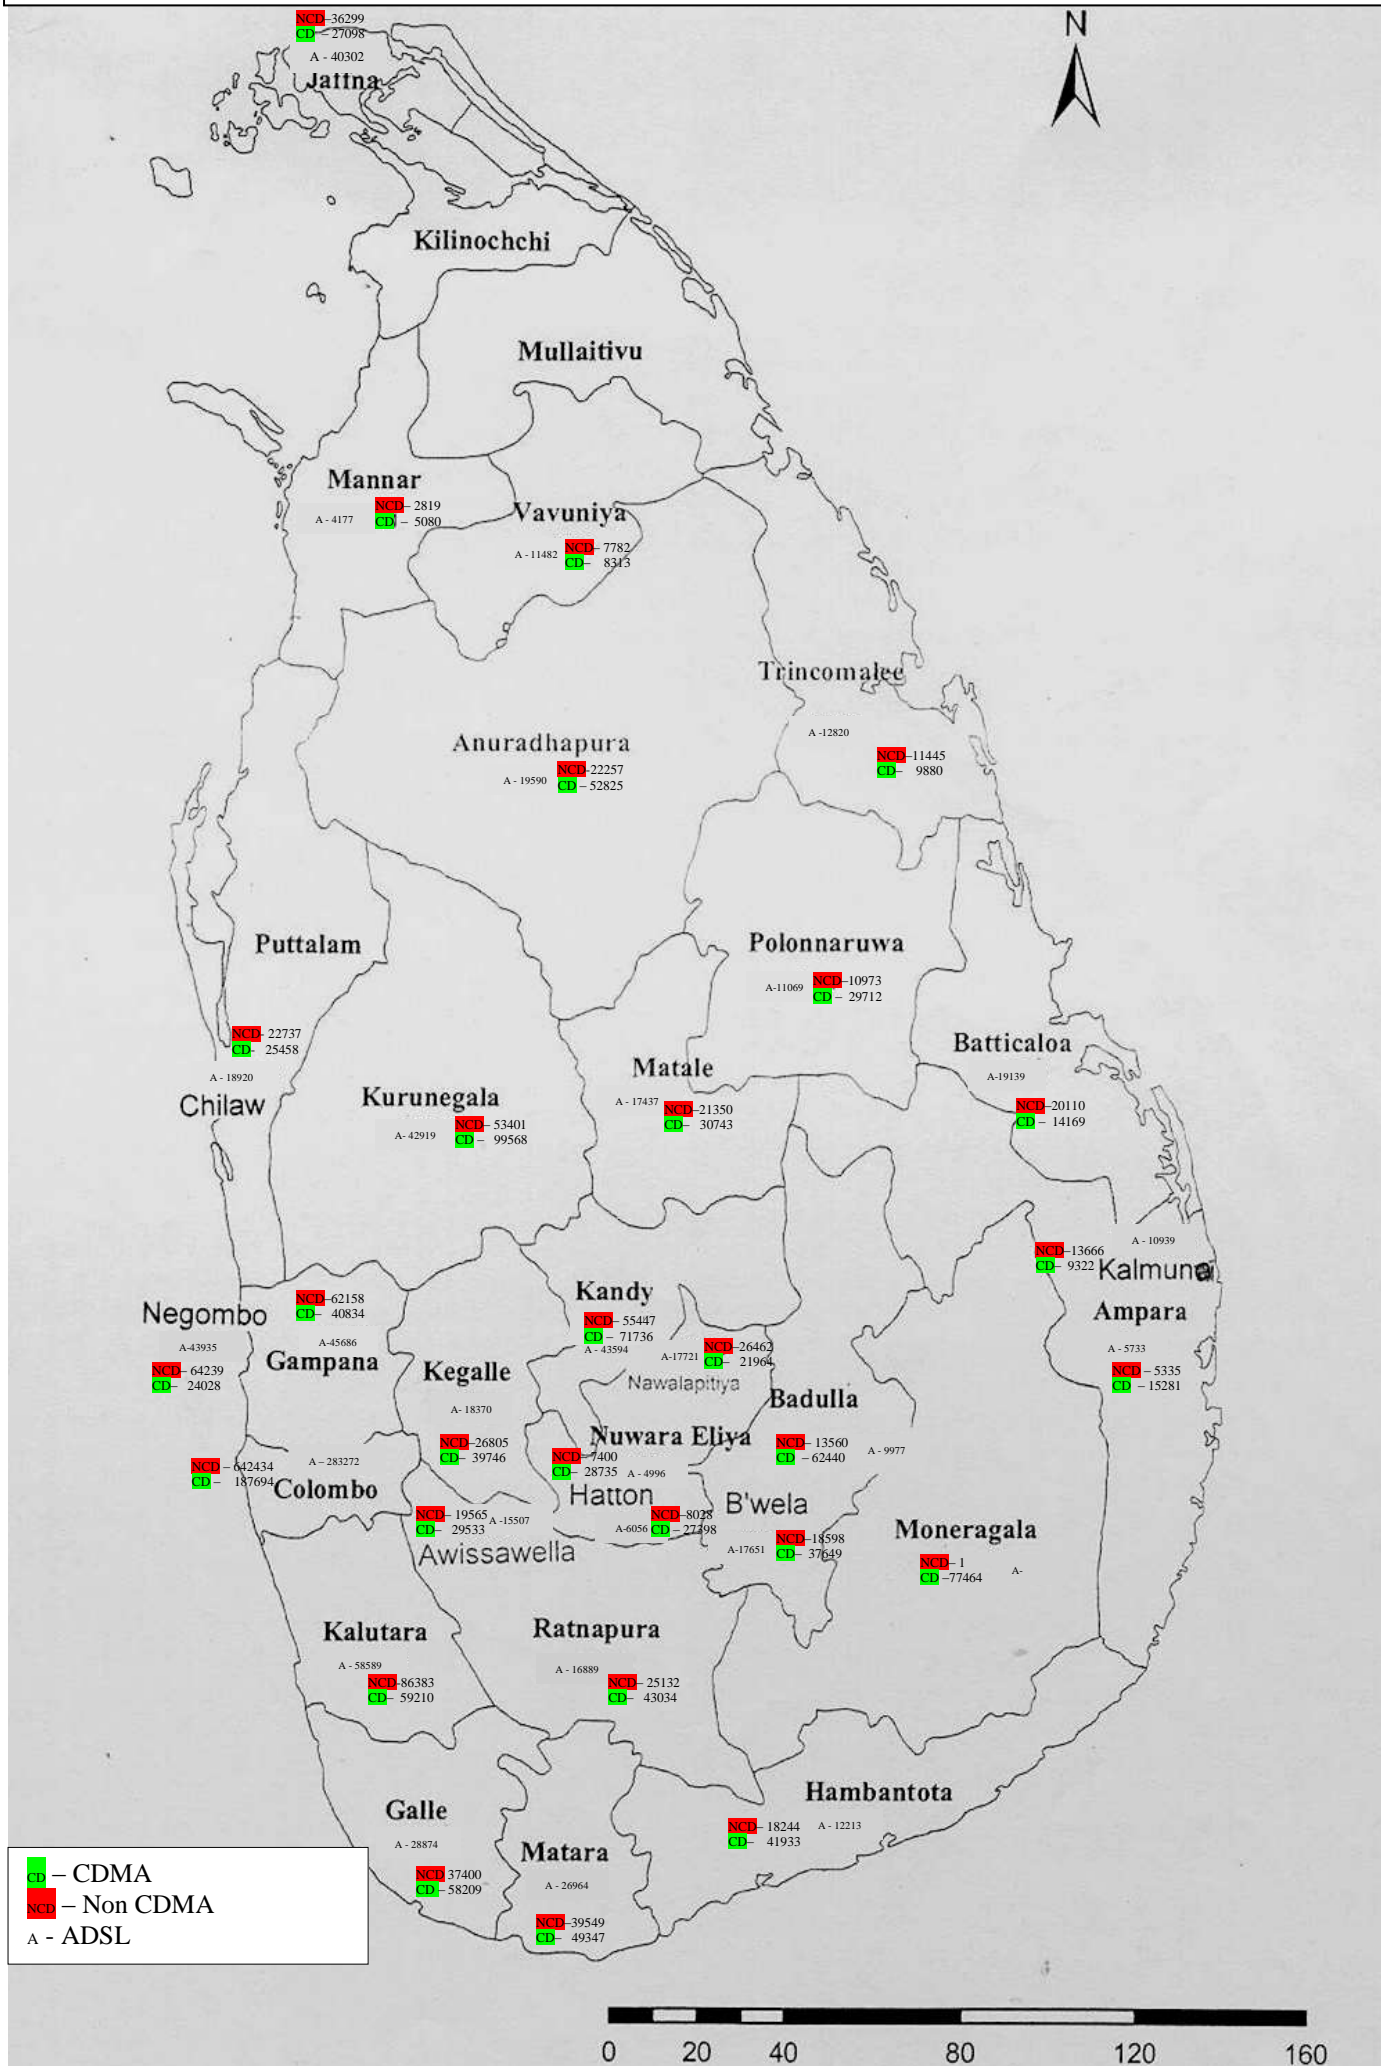 NCD–36299
CD – 27098
A - 40302
Jaffna
N
Kilinochchi
Mullaitivu
Mannar
NCD– 2819
A - 4177
CD – 5080
Vavuniya
NCD– 7782
A - 11482
CD– 8313
Trincomalee
A -12820
NCD–11445
CD– 9880
Anuradhapura
NCD-22257
A - 19590
CD – 52825
Puttalam
NCD- 22737
CD- 25458
A - 18920
Chilaw
Polonnaruwa
NCD–10973
A-11069
CD – 29712
Batticaloa
A-19139
NCD–20110
CD – 14169
Matale
A - 17437
NCD–21350
CD– 30743
Kurunegala
NCD– 53401
A- 42919
CD – 99568
A - 10939
NCD–13666
CD– 9322
Kalmunai
Ampara
A - 5733
NCD– 5335
CD – 15281
Kandy
NCD– 55447
CD – 71736
A - 43594
NCD–26462
A-17721
CD– 21964
Nawalapitiya
NCD–62158
CD– 40834
A-45686
Gampana
Negombo
A-43935
NCD– 64239
CD– 24028
Kegalle
A- 18370
NCD–26805
CD– 39746
Badulla
NCD– 13560
CD – 62440
A - 9977
Nuwara Eliya
NCD–7400
CD– 28735
A - 4996
Hatton
NCD–8028
A-6056
CD – 27398
NCD – 642434
CD – 187694
A – 283272
Colombo
NCD– 19565
CD– 29533
A -15507
Awissawella
B'wela
NCD–18598
A-17651
CD– 37649
Moneragala
NCD– 1
CD –77464
A-
Kalutara
A - 58589
NCD-86383
CD– 59210
Ratnapura
A - 16889
NCD– 25132
CD– 43034
Hambantota
NCD– 18244
CD– 41933
A - 12213
Galle
A - 28874
NCD 37400
CD – 58209
Matara
A - 26964
NCD–39549
CD– 49347
CD – CDMA
NCD – Non CDMA
A - ADSL
0 20 40 80 120 160